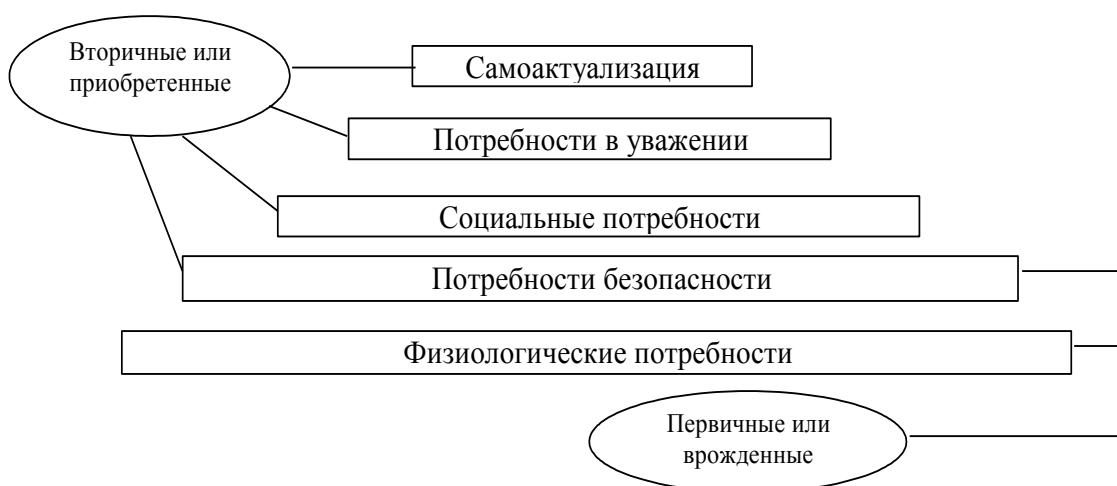 Вторичные или
приобретенные
Самоактуализация
Потребности в уважении
Социальные потребности
Потребности безопасности
Физиологические потребности
Первичные или
врожденные